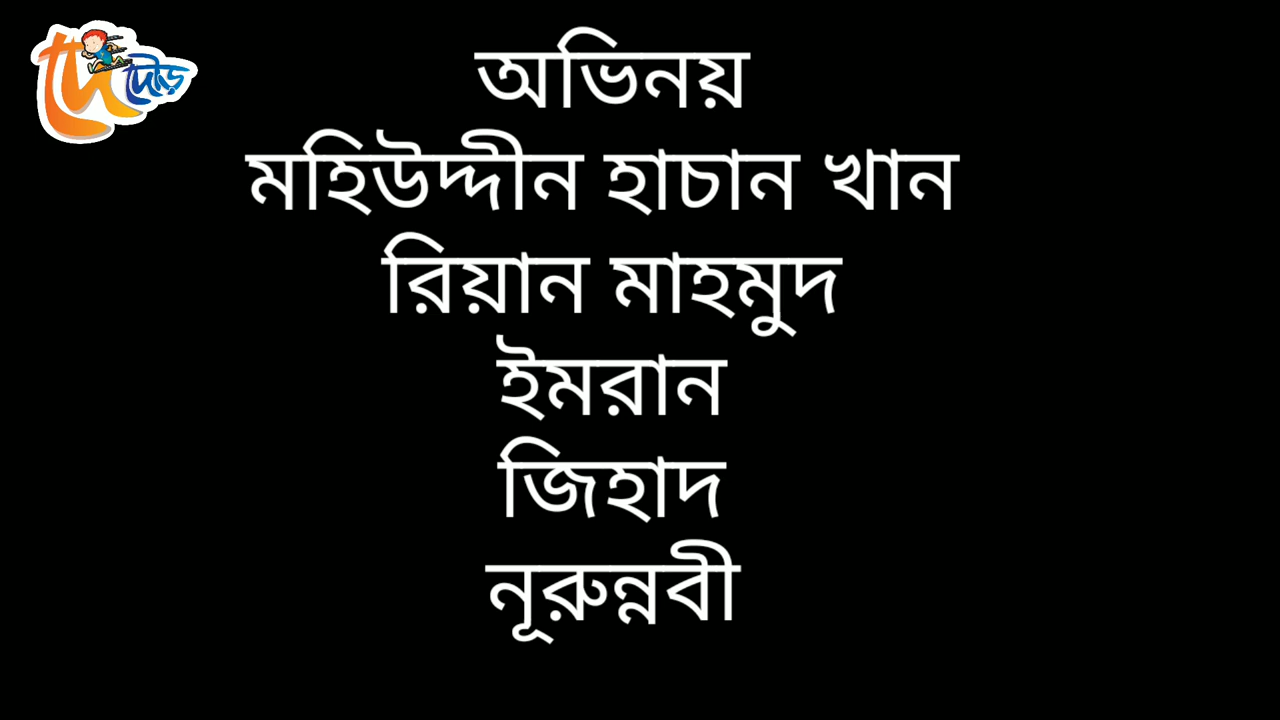 দে
দৌড়
অভিনয়
মহিউদ্দীন হাচান খান
রিয়ান মাহমুদ
ইমরান
জিহাদ
নূরুন্নবী